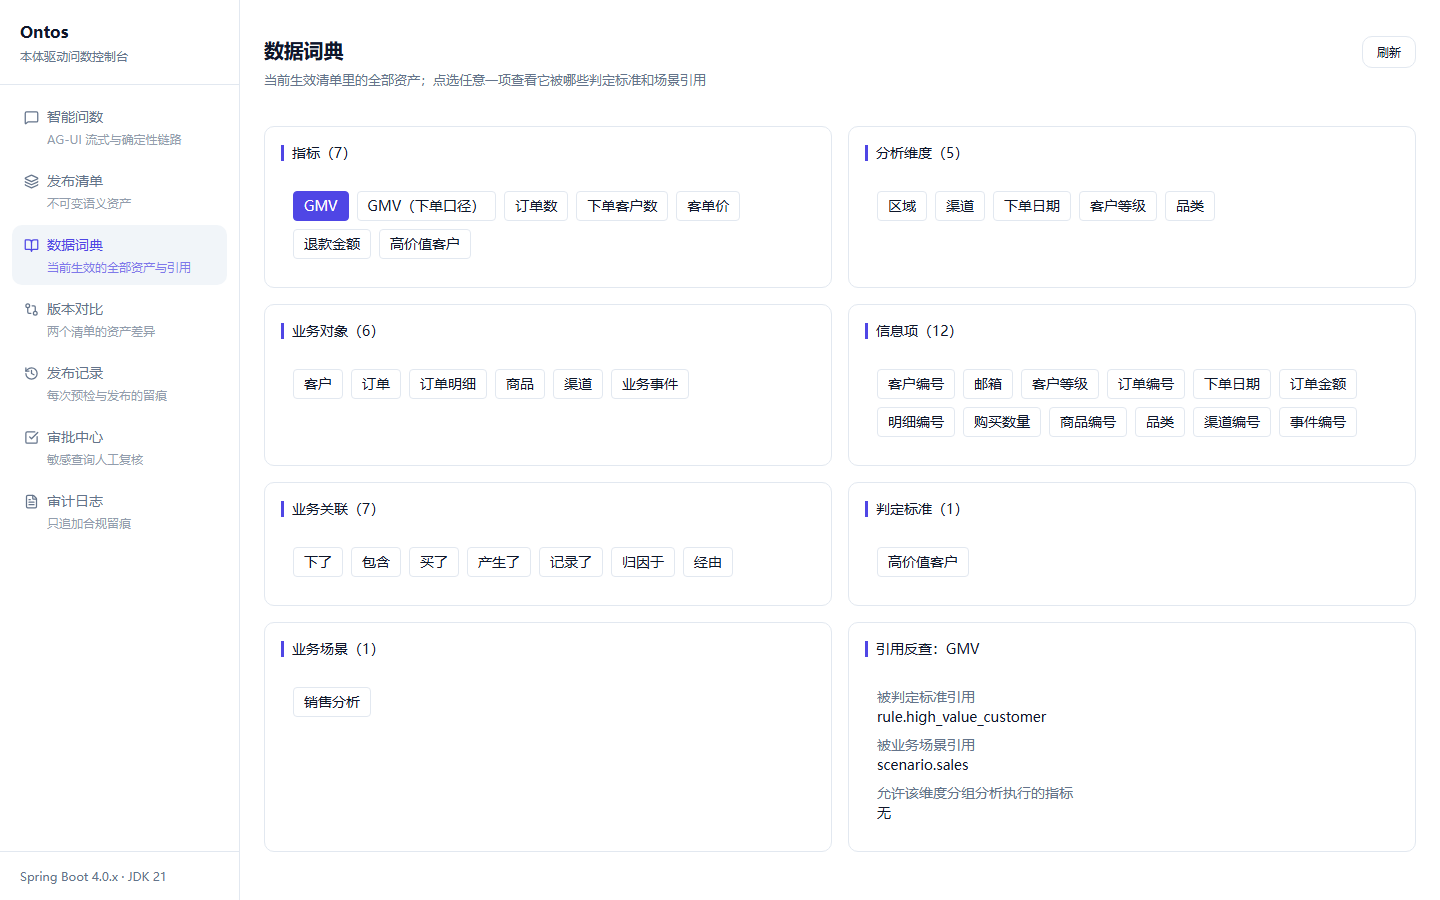 Ontos
本体驱动问数控制台
智能问数
AG-UI 流式与确定性链路
发布清单
不可变语义资产
数据词典
当前生效的全部资产与引用
版本对比
两个清单的资产差异
发布记录
每次预检与发布的留痕
审批中心
敏感查询人工复核
审计日志
只追加合规留痕
Spring Boot 4.0.x · JDK 21
数据词典
当前生效清单里的全部资产；点选任意一项查看它被哪些判定标准和场景引用
刷新
指标（7）
GMV GMV（下单口径） 订单数 下单客户数 客单价
退款金额 高价值客户
分析维度（5）
区域 渠道 下单日期 客户等级 品类
业务对象（6）
客户 订单 订单明细 商品 渠道 业务事件
信息项（12）
客户编号 邮箱 客户等级 订单编号 下单日期 订单金额
明细编号 购买数量 商品编号 品类 渠道编号 事件编号
业务关联（7）
下了 包含 买了 产生了 记录了 归因于 经由
判定标准（1）
高价值客户
业务场景（1）
销售分析
引用反查：GMV
被判定标准引用
rule.high_value_customer
被业务场景引用
scenario.sales
允许该维度分组分析执行的指标
无